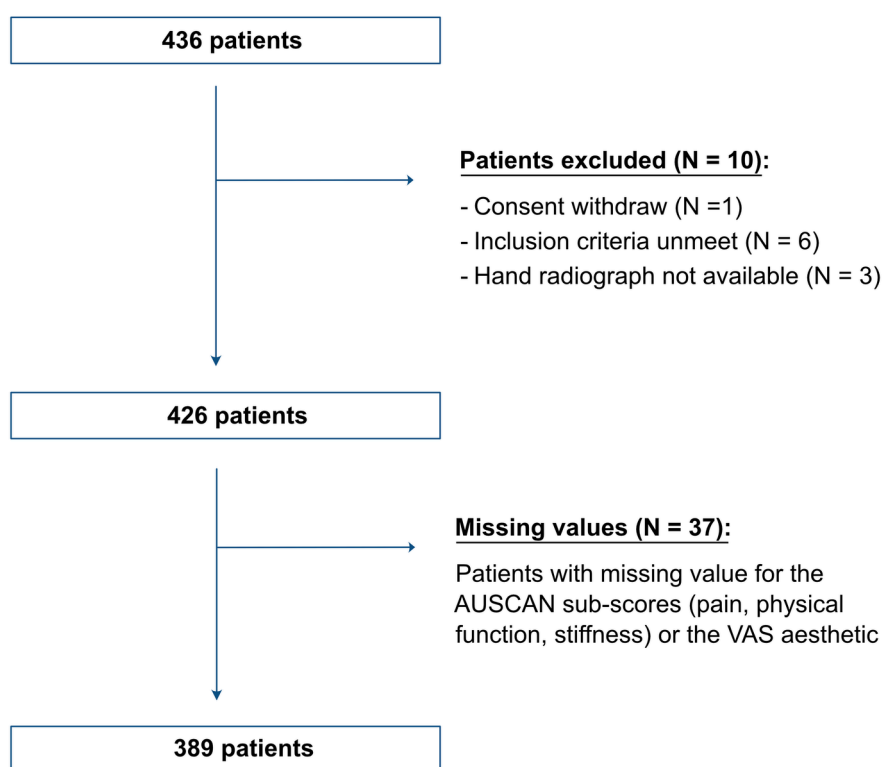 436 patients
Patients excluded (N = 10):
- Consent withdraw (N =1)
- Inclusion criteria unmeet (N = 6)
- Hand radiograph not available (N = 3)
426 patients
Missing values (N = 37):
Patients with missing value for the
AUSCAN sub-scores (pain, physical
function, stiffness) or the VAS aesthetic
389 patients